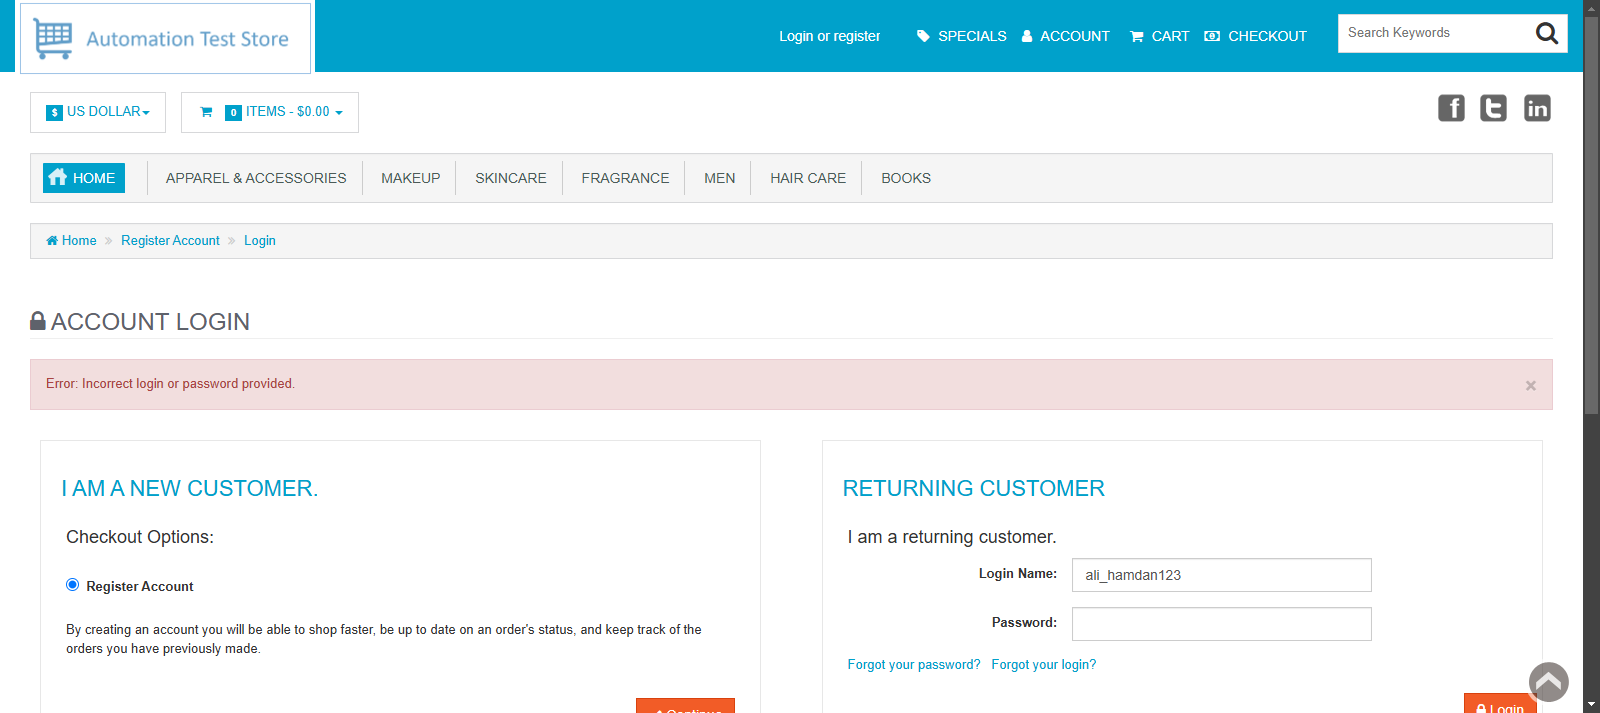 Automation Test Store
Login or register
SPECIALS
ACCOUNT
CART
CHECKOUT
Search Keywords
$ US DOLLAR
0 ITEMS - $0.00
f
t
in
HOME
APPAREL & ACCESSORIES
MAKEUP
SKINCARE
FRAGRANCE
MEN
HAIR CARE
BOOKS
Home » Register Account » Login
ACCOUNT LOGIN
Error: Incorrect login or password provided.
×
I AM A NEW CUSTOMER.
Checkout Options:
Register Account
By creating an account you will be able to shop faster, be up to date on an order's status, and keep track of the
orders you have previously made.
Continue
RETURNING CUSTOMER
I am a returning customer.
Login Name: ali_hamdan123
Password:
Forgot your password? Forgot your login?
Login